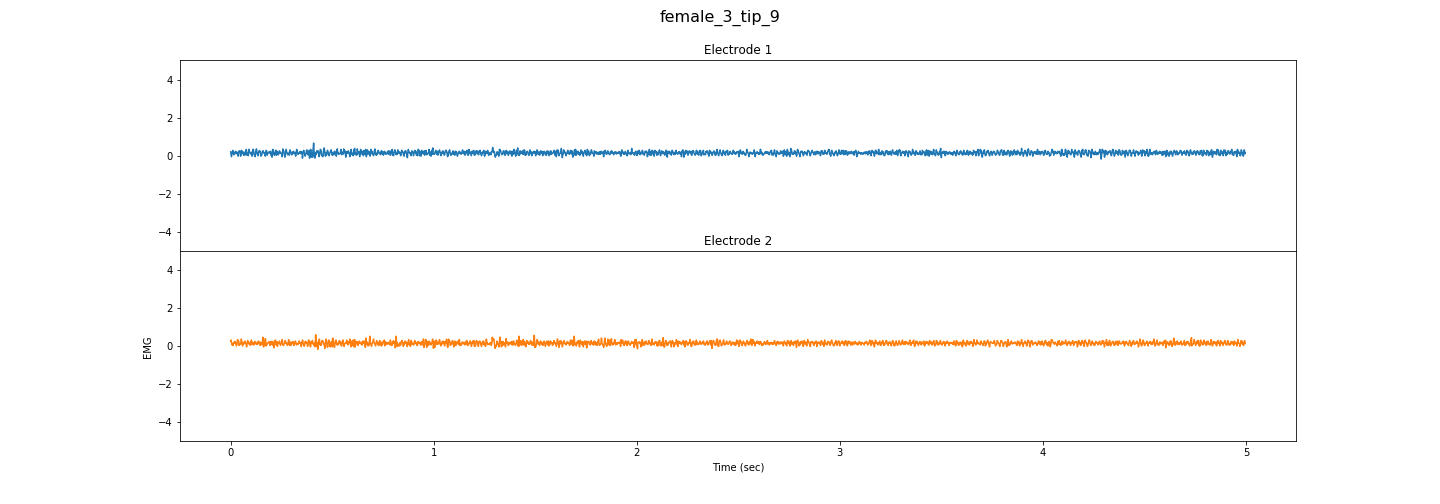 female_3_tip_9
Electrode 1
4
2
0
−2
−4
Electrode 2
4
2
0
−2
−4
EMG
0 1 2 3 4 5
Time (sec)